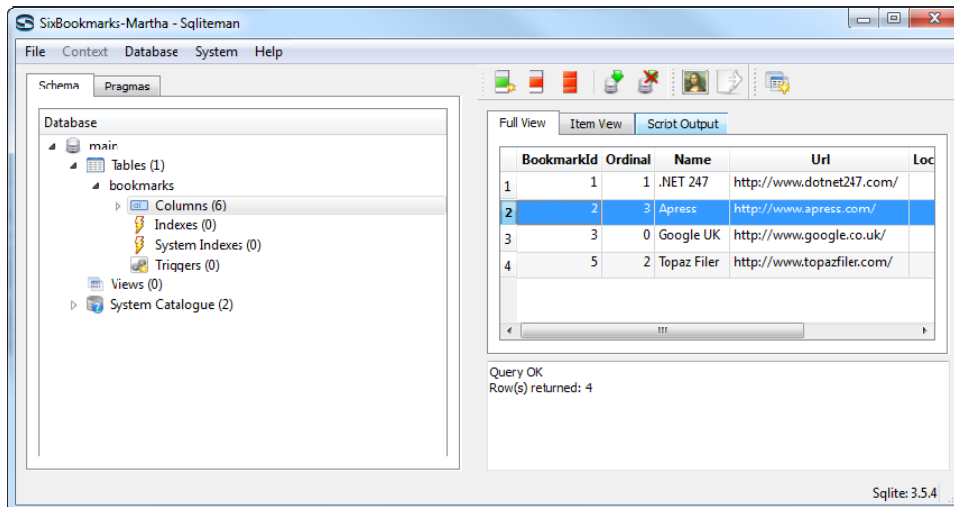 SixBookmarks-Martha - Sqliteman
File Context Database System Help
Schema Pragmas
Database
main
Tables (1)
bookmarks
Columns (6)
Indexes (0)
System Indexes (0)
Triggers (0)
Views (0)
System Catalogue (2)
Full View Item View Script Output
BookmarkId Ordinal Name Url Loc
1 1 1 .NET 247 http://www.dotnet247.com/
2 2 3 Apress http://www.apress.com/
3 3 0 Google UK http://www.google.co.uk/
4 5 2 Topaz Filer http://www.topazfiler.com/
Query OK
Row(s) returned: 4
Sqlite: 3.5.4